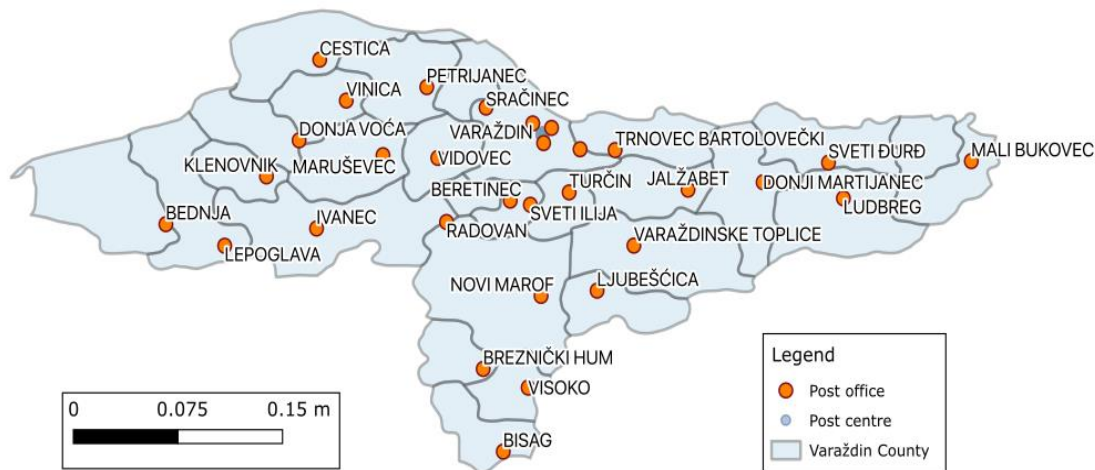 CESTICA
PETRIJANEC
VINICA
SRAČINEC
DONJA VOĆA
VARAŽDIN
TRNOVEC BARTOLOVEČKI
MARUŠEVEC
VIDOVEC
SVETI ĐURĐ
MALI BUKOVEC
KLENOVNIK
TURČIN
JALŽABET
DONJI MARTIJANEC
BERETINEC
LUDBREG
BEDNJA
IVANEC
SVETI ILIJA
RADOVAN
VARAŽDINSKE TOPLICE
LEPOGLAVA
NOVI MAROF
LJUBEŠĆICA
BREZNIČKI HUM
VISOKO
BISAG
0 0.075 0.15 m
Legend
Post office
Post centre
Varaždin County